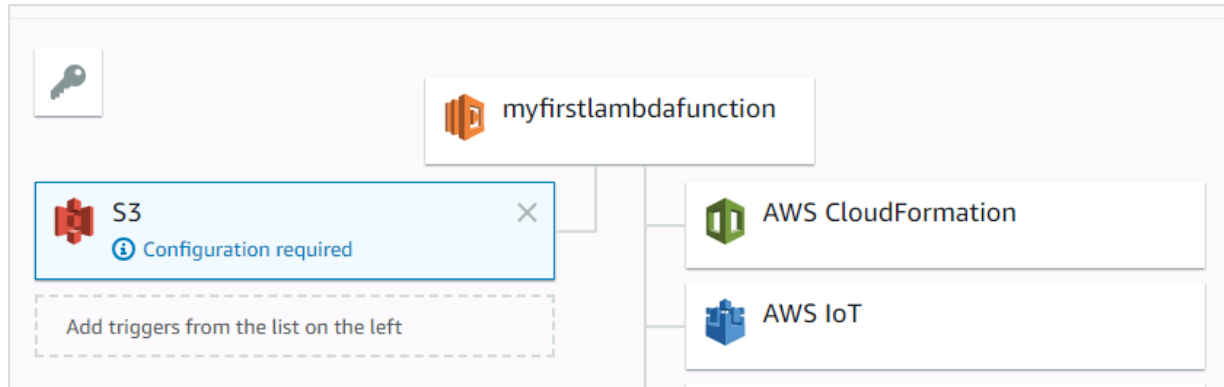 myfirstlambdafunction
S3
Configuration required
Add triggers from the list on the left
AWS CloudFormation
AWS IoT